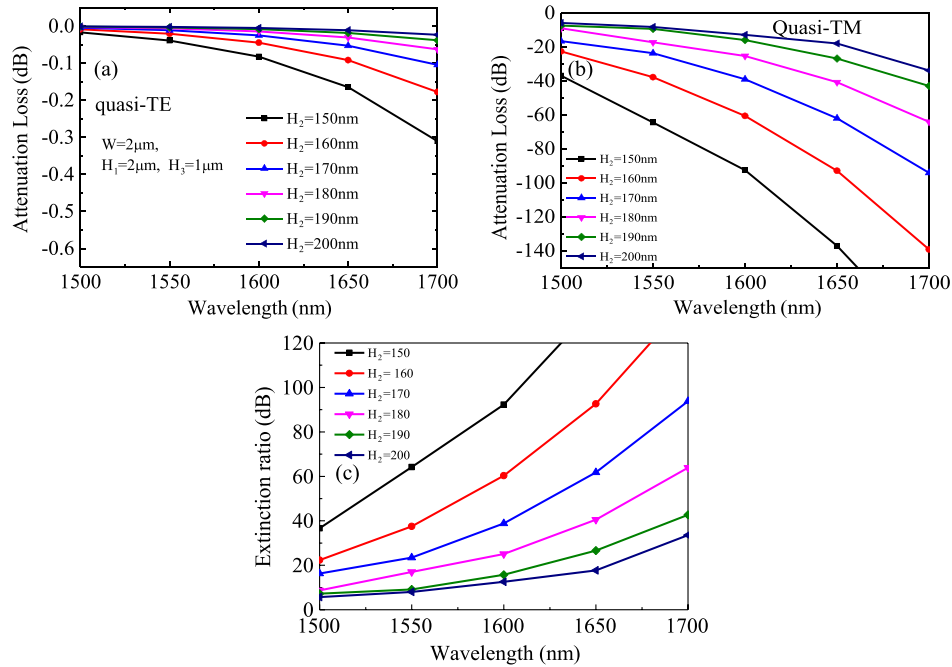 0.0
-0.1
-0.2
-0.3
-0.4
-0.5
-0.6
Attenuation Loss (dB)
(a)
quasi-TE
W=2μm,
H₁=2μm, H₃=1μm
H₂=150nm
H₂=160nm
H₂=170nm
H₂=180nm
H₂=190nm
H₂=200nm
1500 1550 1600 1650 1700
Wavelength (nm)
0
-20
-40
-60
-80
-100
-120
-140
Attenuation Loss (dB)
Quasi-TM
(b)
H₂=150nm
H₂=160nm
H₂=170nm
H₂=180nm
H₂=190nm
H₂=200nm
1500 1550 1600 1650 1700
Wavelength (nm)
120
100
80
60
40
20
0
Extinction ratio (dB)
H₂=150
H₂= 160
H₂=170
H₂=180
H₂=190
H₂=200
(c)
1500 1550 1600 1650 1700
Wavelength (nm)